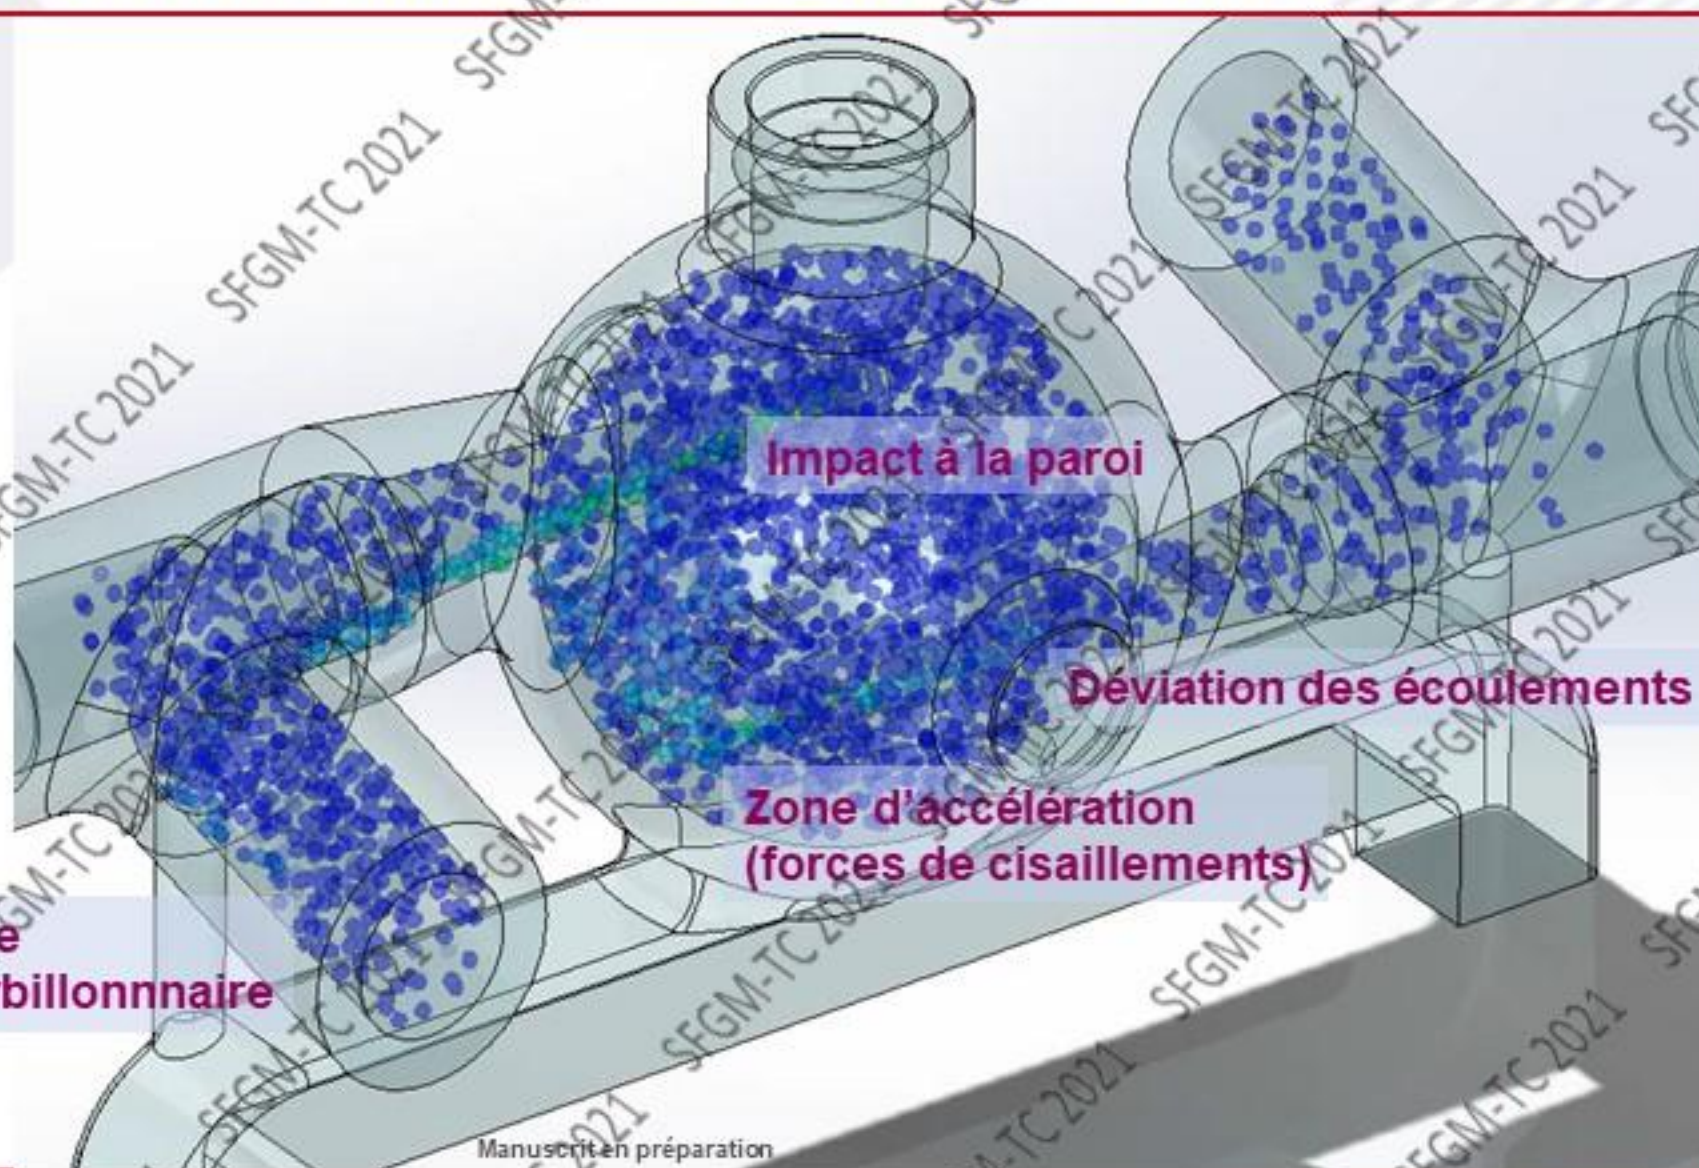 SFGM-TC 2021
Impact à la paroi
Déviation des écoulements
Zone d'accélération
(forces de cisaillements)
e
billonnnaire
Manuscrit en préparation